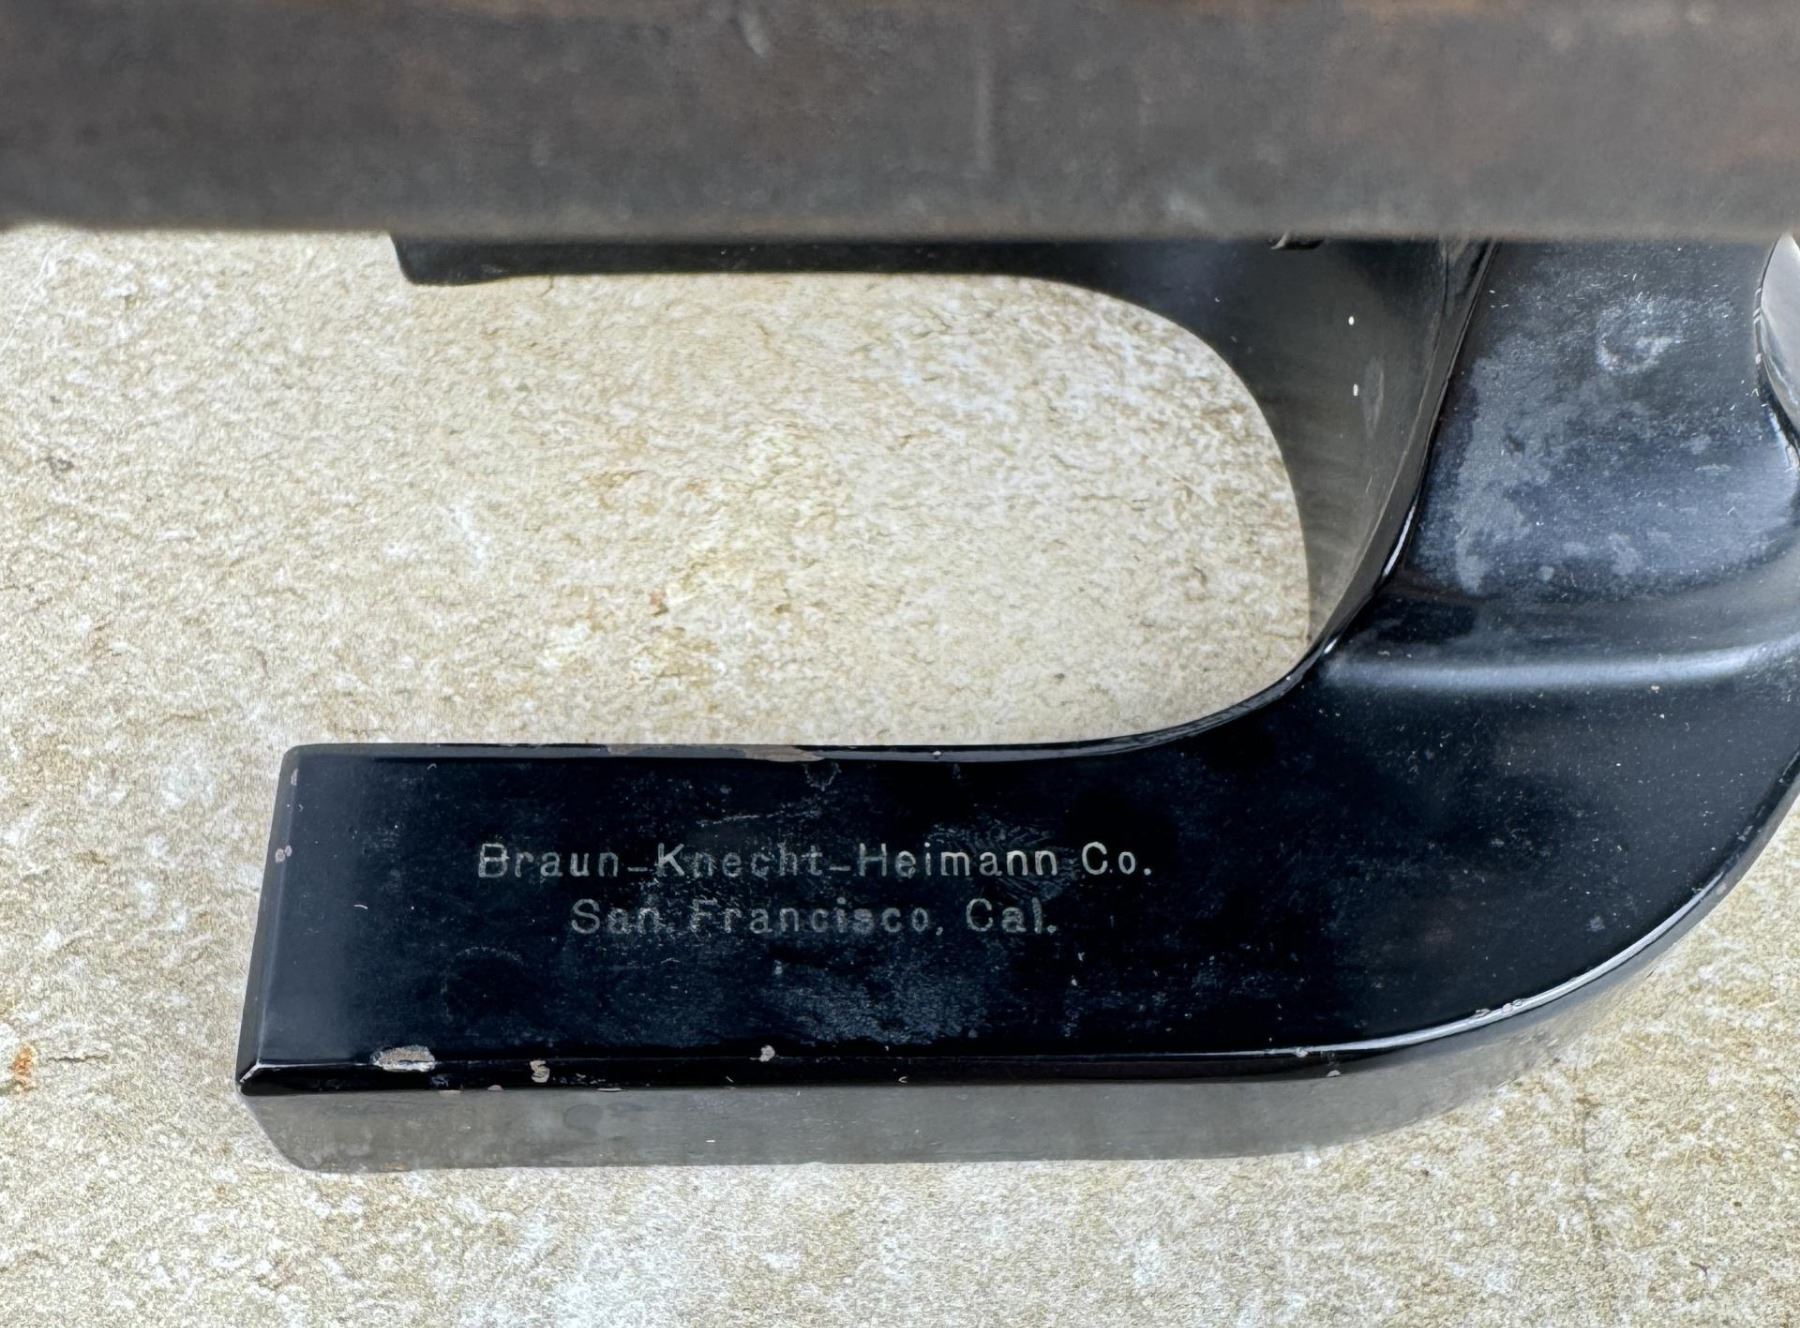 Braun-Knecht-Heimann Co.
San Francisco, Cal.